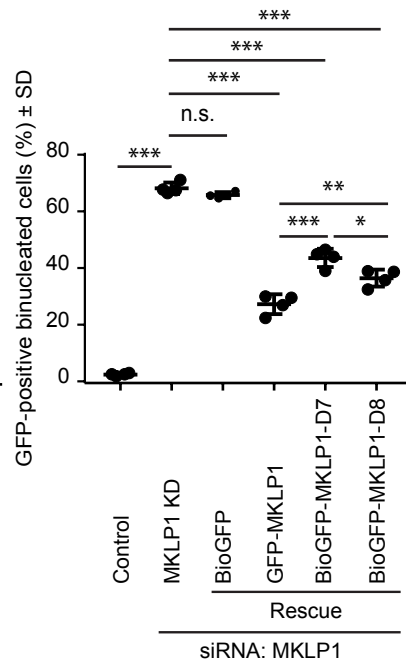 ***
***
***
n.s.
***
**
***
*
GFP-positive binucleated cells (%) ± SD
80
60
40
20
0
Control
MKLP1 KD
BioGFP
GFP-MKLP1
BioGFP-MKLP1-D7
BioGFP-MKLP1-D8
Rescue
siRNA: MKLP1